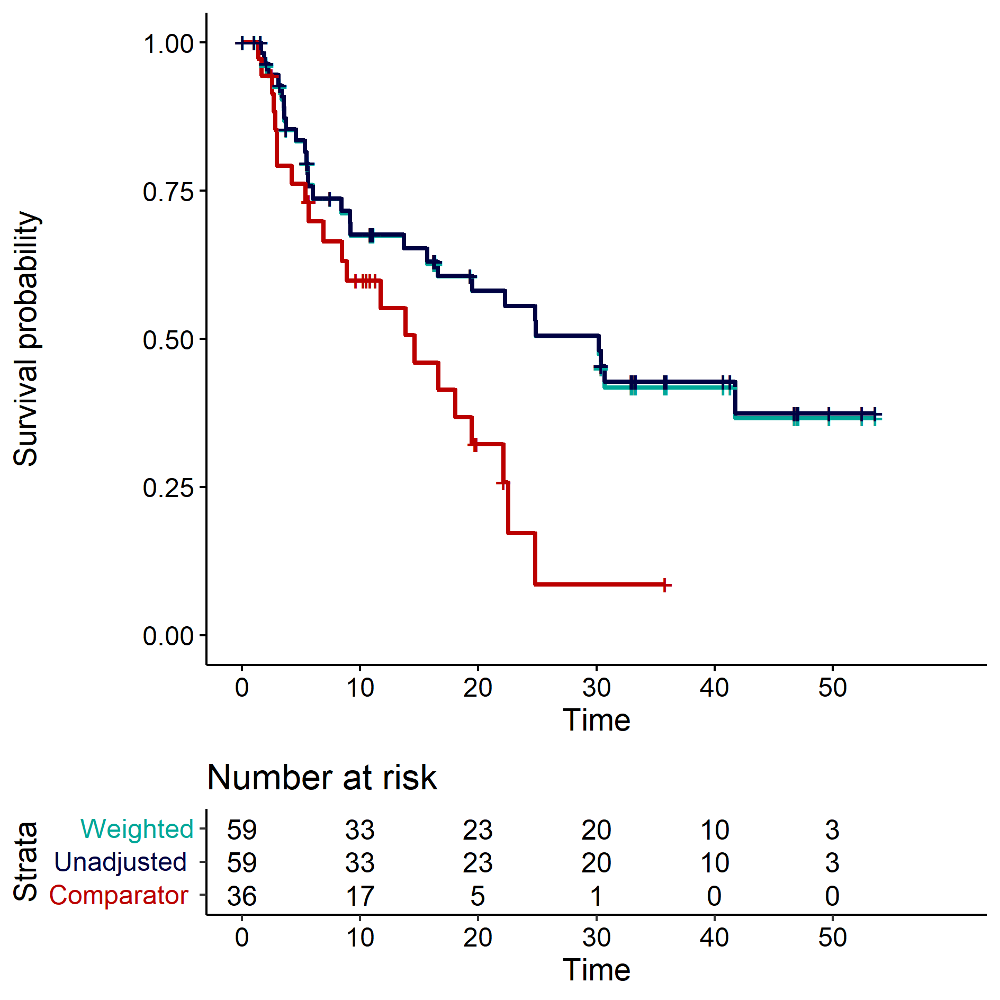 Survival probability
1.00
0.75
0.50
0.25
0.00
0 10 20 30 40 50
Time
Number at risk
Strata
Weighted 59 33 23 20 10 3
Unadjusted 59 33 23 20 10 3
Comparator 36 17 5 1 0 0
0 10 20 30 40 50
Time